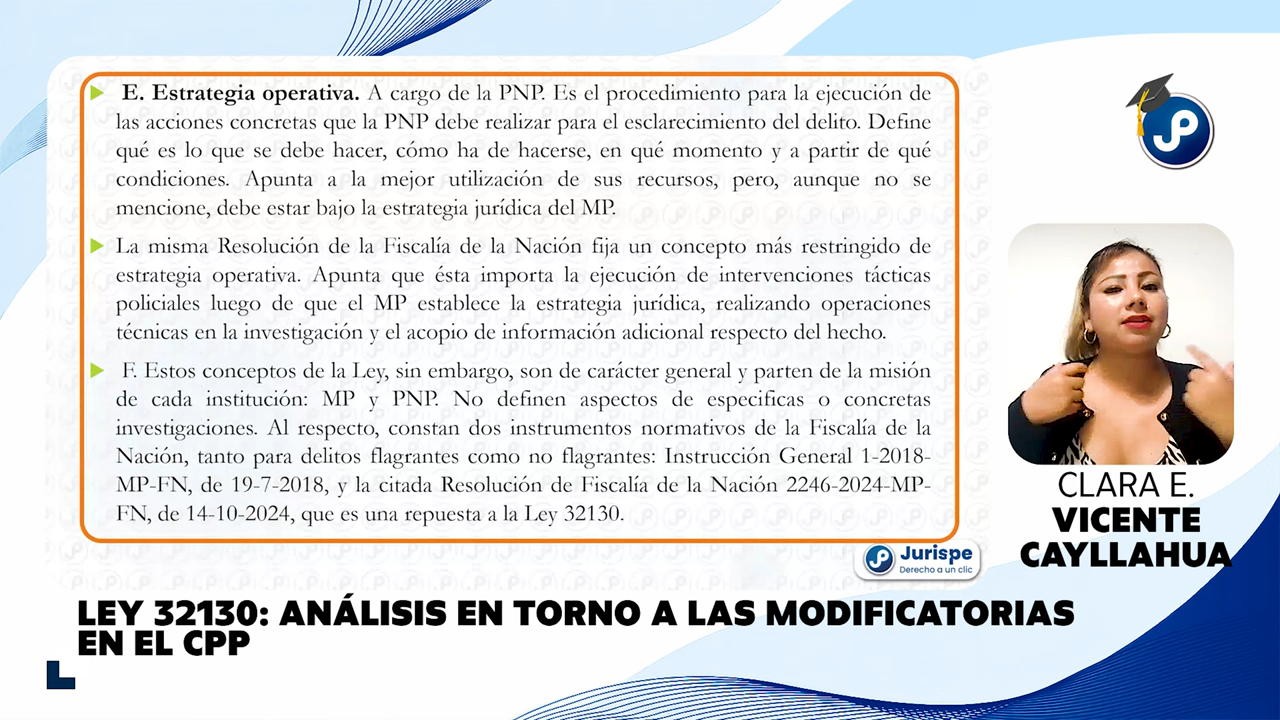 E. Estrategia operativa. A cargo de la PNP. Es el procedimiento para la ejecución de
las acciones concretas que la PNP debe realizar para el esclarecimiento del delito. Define
qué es lo que se debe hacer, cómo ha de hacerse, en qué momento y a partir de qué
condiciones. Apunta a la mejor utilización de sus recursos, pero, aunque no se
mencione, debe estar bajo la estrategia jurídica del MP.
La misma Resolución de la Fiscalía de la Nación fija un concepto más restringido de
estrategia operativa. Apunta que ésta importa la ejecución de intervenciones tácticas
policiales luego de que el MP establece la estrategia jurídica, realizando operaciones
técnicas en la investigación y el acopio de información adicional respecto del hecho.
F. Estos conceptos de la Ley, sin embargo, son de carácter general y parten de la misión
de cada institución: MP y PNP. No definen aspectos de especificas o concretas
investigaciones. Al respecto, constan dos instrumentos normativos de la Fiscalía de la
Nación, tanto para delitos flagrantes como no flagrantes: Instrucción General 1-2018-
MP-FN, de 19-7-2018, y la citada Resolución de Fiscalía de la Nación 2246-2024-MP-
FN, de 14-10-2024, que es una repuesta a la Ley 32130.
JP
CLARA E.
VICENTE
CAYLLAHUA
Jurispe
Derecho a un clic
LEY 32130: ANÁLISIS EN TORNO A LAS MODIFICATORIAS
EN EL CPP